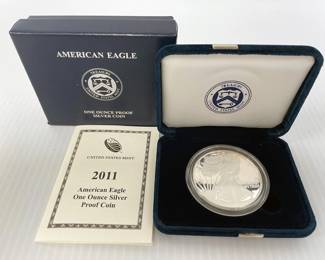 AMERICAN EAGLE
ONE OUNCE PROOF
SILVER COIN
UNITED STATES MINT
2011
American Eagle
One Ounce Silver
Proof Coin